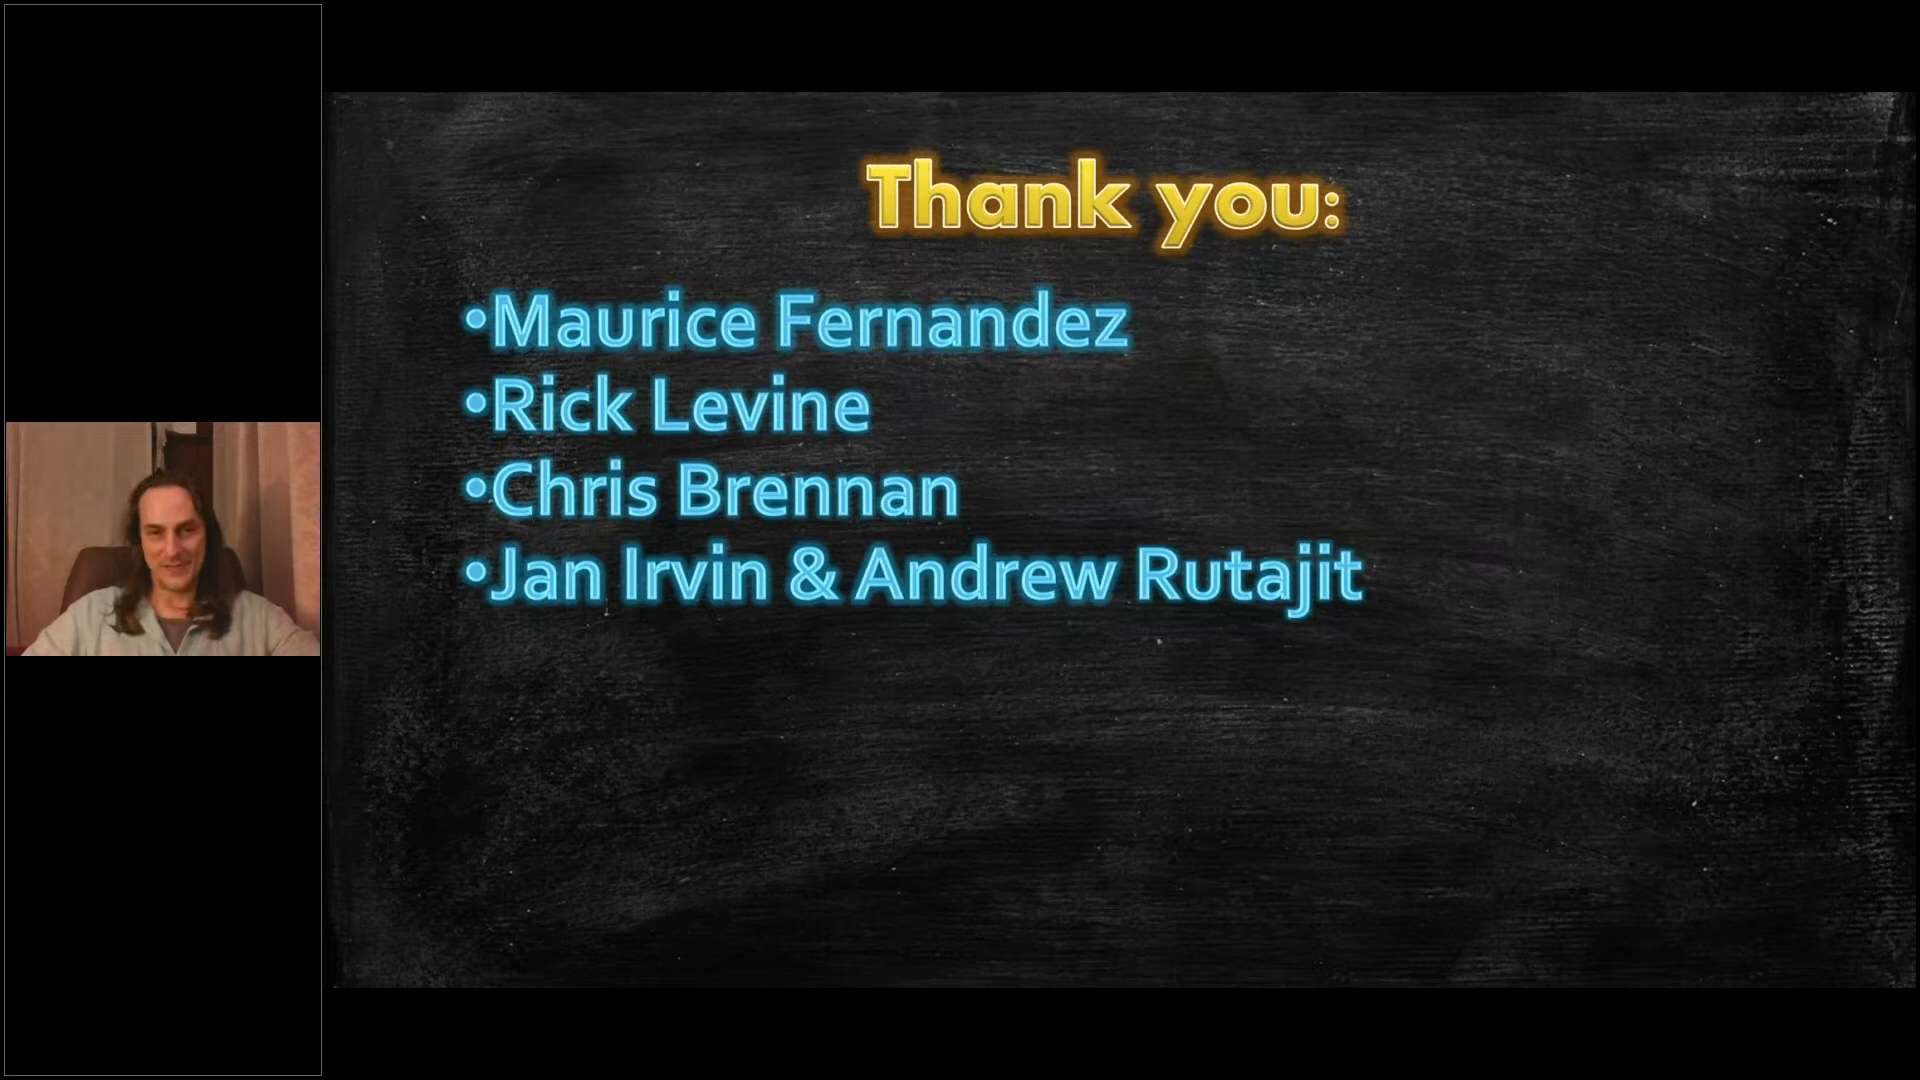 Thank you:
•Maurice Fernandez
•Rick Levine
•Chris Brennan
•Jan Irvin & Andrew Rutajit